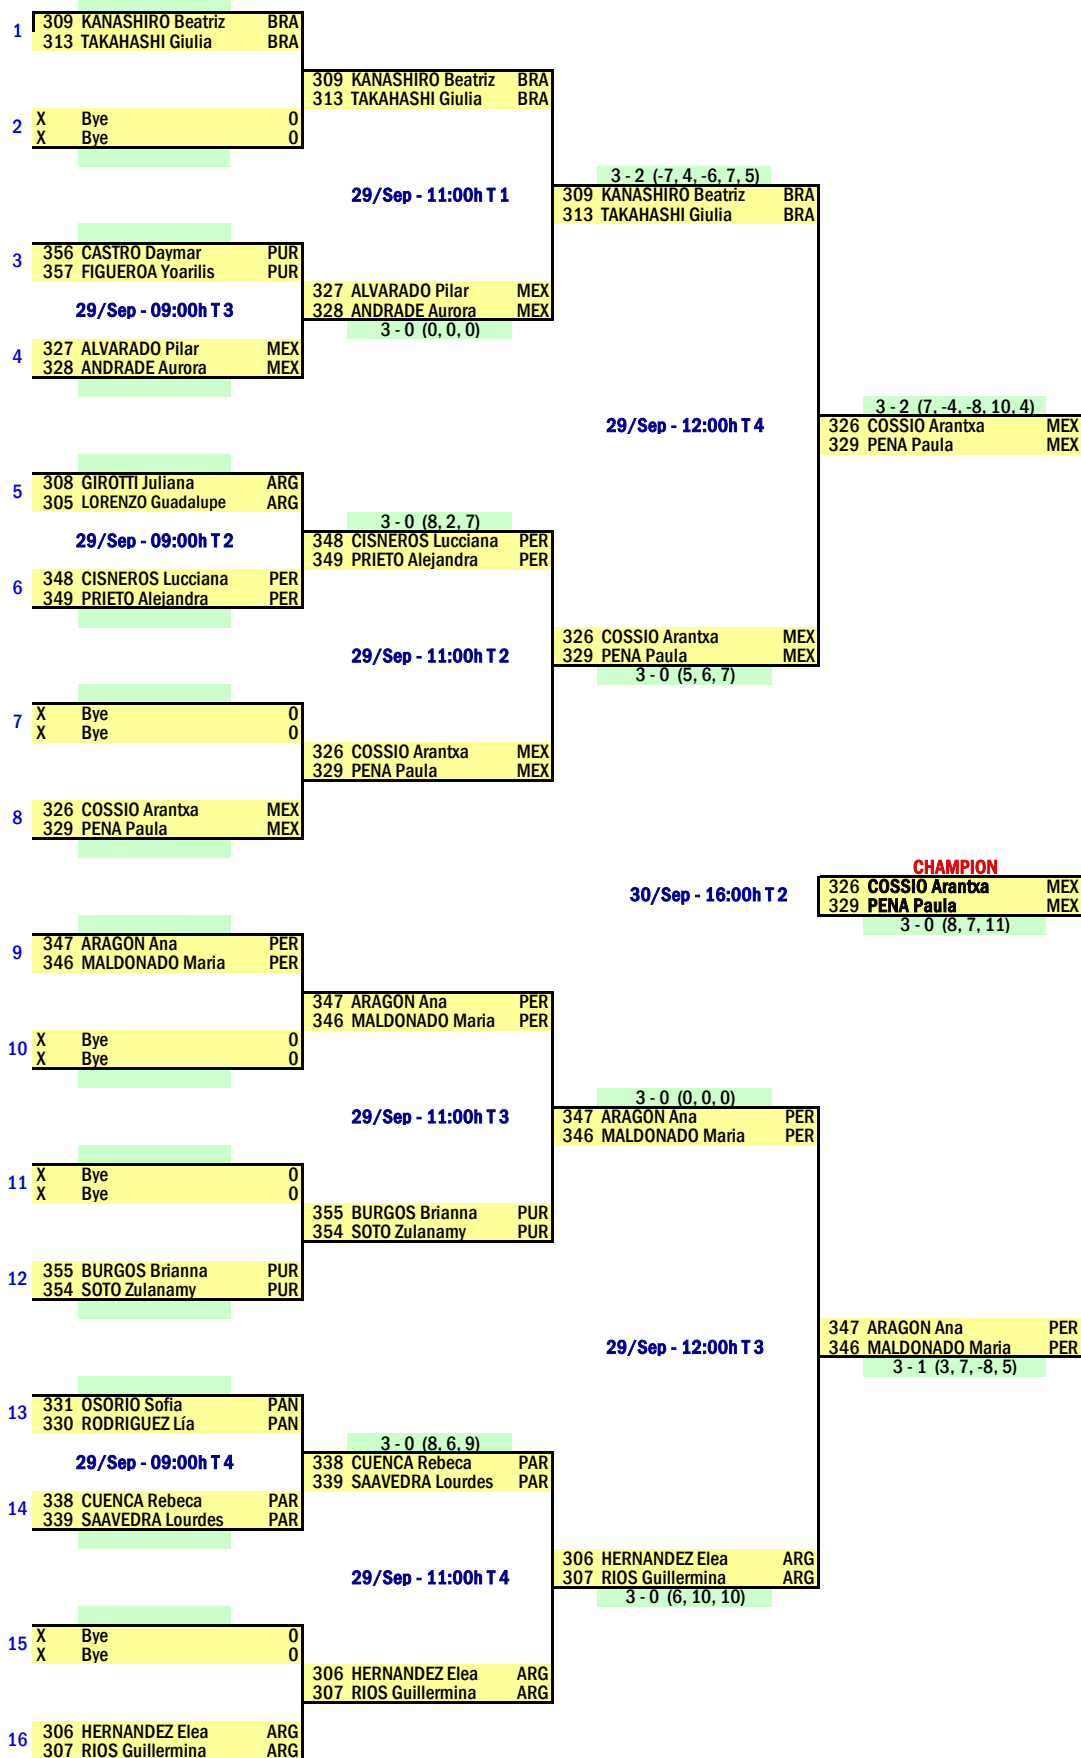 1
309 KANASHIRO Beatriz BRA
313 TAKAHASHI Giulia BRA
309 KANASHIRO Beatriz BRA
313 TAKAHASHI Giulia BRA
2
X Bye 0
X Bye 0
29/Sep - 11:00h T 1
3 - 2 (-7, 4, -6, 7, 5)
309 KANASHIRO Beatriz BRA
313 TAKAHASHI Giulia BRA
3
356 CASTRO Daymar PUR
357 FIGUEROA Yoarilis PUR
29/Sep - 09:00h T 3
327 ALVARADO Pilar MEX
328 ANDRADE Aurora MEX
3 - 0 (0, 0, 0)
4
327 ALVARADO Pilar MEX
328 ANDRADE Aurora MEX
29/Sep - 12:00h T 4
3 - 2 (7, -4, -8, 10, 4)
326 COSSIO Arantxa MEX
329 PENA Paula MEX
5
308 GIROTTI Juliana ARG
305 LORENZO Guadalupe ARG
29/Sep - 09:00h T 2
3 - 0 (8, 2, 7)
348 CISNEROS Lucciana PER
349 PRIETO Alejandra PER
6
348 CISNEROS Lucciana PER
349 PRIETO Alejandra PER
29/Sep - 11:00h T 2
326 COSSIO Arantxa MEX
329 PENA Paula MEX
3 - 0 (5, 6, 7)
7
X Bye 0
X Bye 0
326 COSSIO Arantxa MEX
329 PENA Paula MEX
8
326 COSSIO Arantxa MEX
329 PENA Paula MEX
30/Sep - 16:00h T 2
CHAMPION
326 COSSIO Arantxa MEX
329 PENA Paula MEX
3 - 0 (8, 7, 11)
9
347 ARAGON Ana PER
346 MALDONADO Maria PER
347 ARAGON Ana PER
346 MALDONADO Maria PER
10
X Bye 0
X Bye 0
29/Sep - 11:00h T 3
3 - 0 (0, 0, 0)
347 ARAGON Ana PER
346 MALDONADO Maria PER
11
X Bye 0
X Bye 0
355 BURGOS Brianna PUR
354 SOTO Zulanamy PUR
12
355 BURGOS Brianna PUR
354 SOTO Zulanamy PUR
29/Sep - 12:00h T 3
347 ARAGON Ana PER
346 MALDONADO Maria PER
3 - 1 (3, 7, -8, 5)
13
331 OSORIO Sofia PAN
330 RODRIGUEZ Lía PAN
29/Sep - 09:00h T 4
3 - 0 (8, 6, 9)
338 CUENCA Rebeca PAR
339 SAAVEDRA Lourdes PAR
14
338 CUENCA Rebeca PAR
339 SAAVEDRA Lourdes PAR
29/Sep - 11:00h T 4
306 HERNANDEZ Elea ARG
307 RIOS Guillermina ARG
3 - 0 (6, 10, 10)
15
X Bye 0
X Bye 0
306 HERNANDEZ Elea ARG
307 RIOS Guillermina ARG
16
306 HERNANDEZ Elea ARG
307 RIOS Guillermina ARG